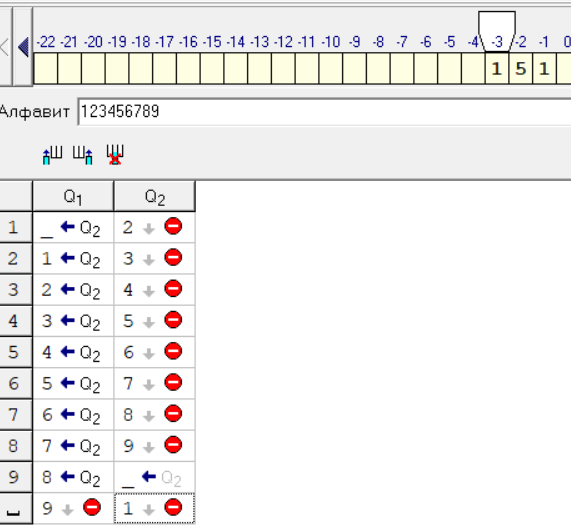 -22 -21 -20 -19 -18 -17 -16 -15 -14 -13 -12 -11 -10 -9 -8 -7 -6 -5 -4 -3 -2 -1 0
1 5 1
Алфавит 123456789
Q1 Q2
1 _ ← Q2 2 ↓
2 1 ← Q2 3 ↓
3 2 ← Q2 4 ↓
4 3 ← Q2 5 ↓
5 4 ← Q2 6 ↓
6 5 ← Q2 7 ↓
7 6 ← Q2 8 ↓
8 7 ← Q2 9 ↓
9 8 ← Q2 _ ← Q2
␣ 9 ↓ 1 ↓